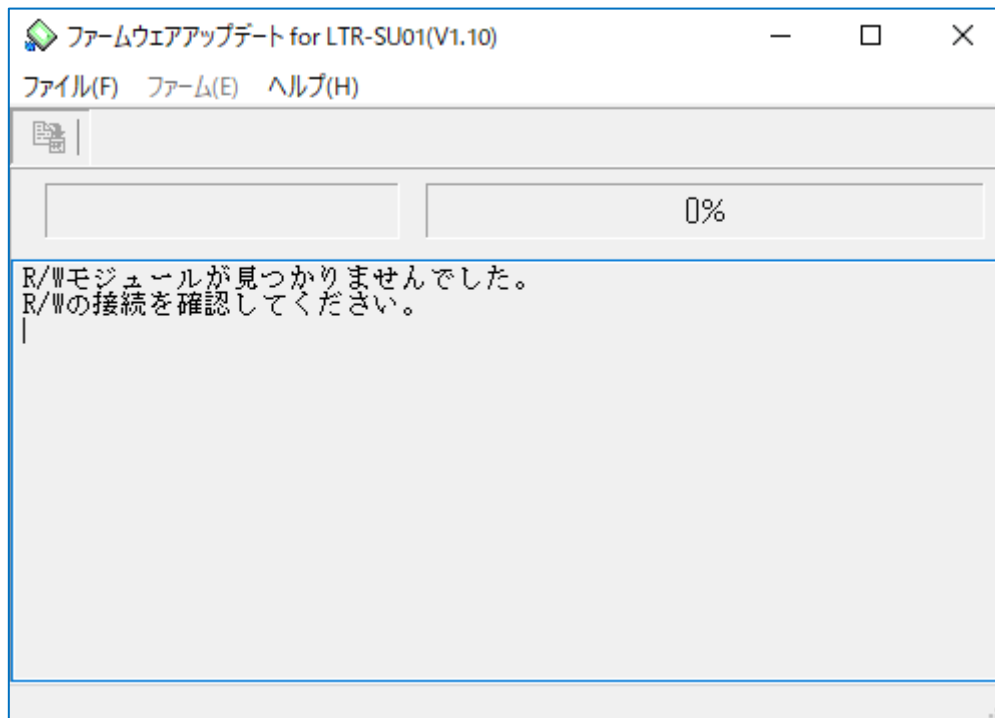 ファームウェアアップデート for LTR-SU01(V1.10)
ファイル(F) ファーム(E) ヘルプ(H)
0%
R/Wモジュールが見つかりませんでした。
R/Wの接続を確認してください。